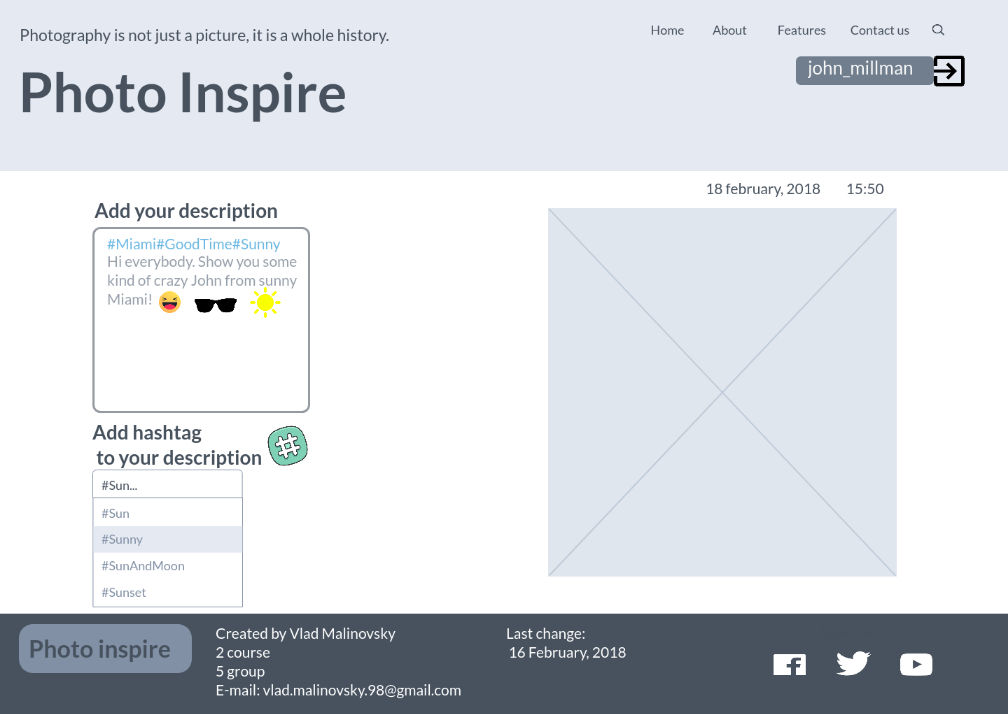 Photography is not just a picture, it is a whole history.
Home About Features Contact us
Photo Inspire
john_millman
18 february, 2018 15:50
Add your description
#Miami#GoodTime#Sunny
Hi everybody. Show you some
kind of crazy John from sunny
Miami!
Add hashtag
to your description
#Sun...
#Sun
#Sunny
#SunAndMoon
#Sunset
Photo inspire
Created by Vlad Malinovsky
2 course
5 group
E-mail: vlad.malinovsky.98@gmail.com
Last change:
16 February, 2018